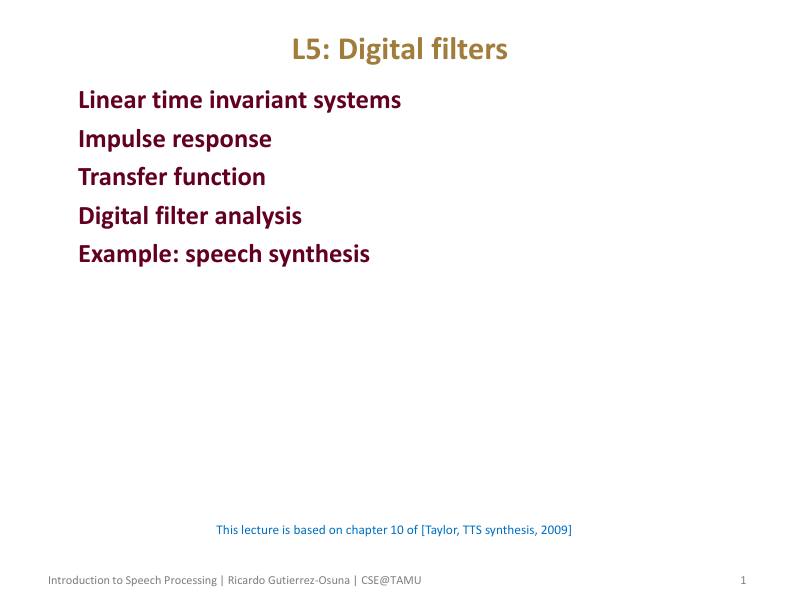 L5: Digital filters
Linear time invariant systems
Impulse response
Transfer function
Digital filter analysis
Example: speech synthesis
This lecture is based on chapter 10 of [Taylor, TTS synthesis, 2009]
Introduction to Speech Processing | Ricardo Gutierrez-Osuna | CSE@TAMU 1